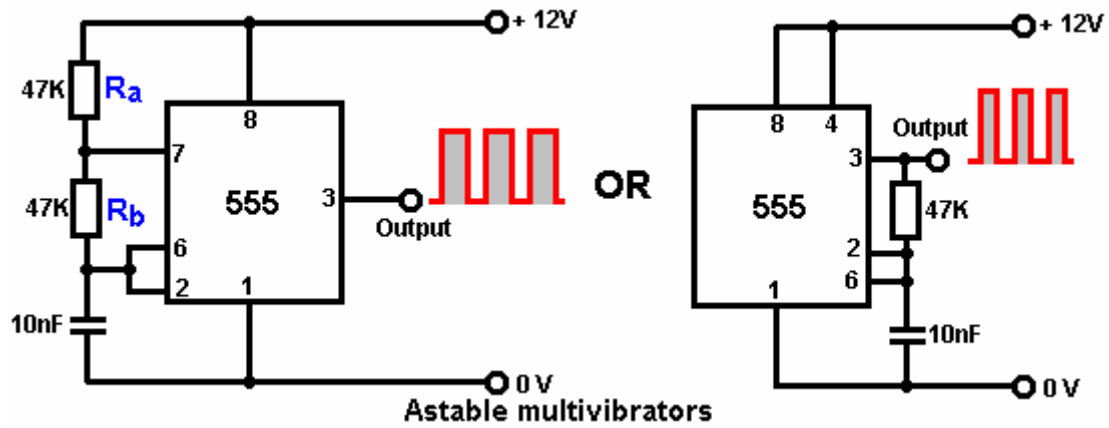 + 12V
47K Ra
8
7
47K Rb
555
3
Output
6
2
1
10nF
0 V
OR
+ 12V
8 4
Output
3
555
47K
2
6
1
10nF
0 V
Astable multivibrators